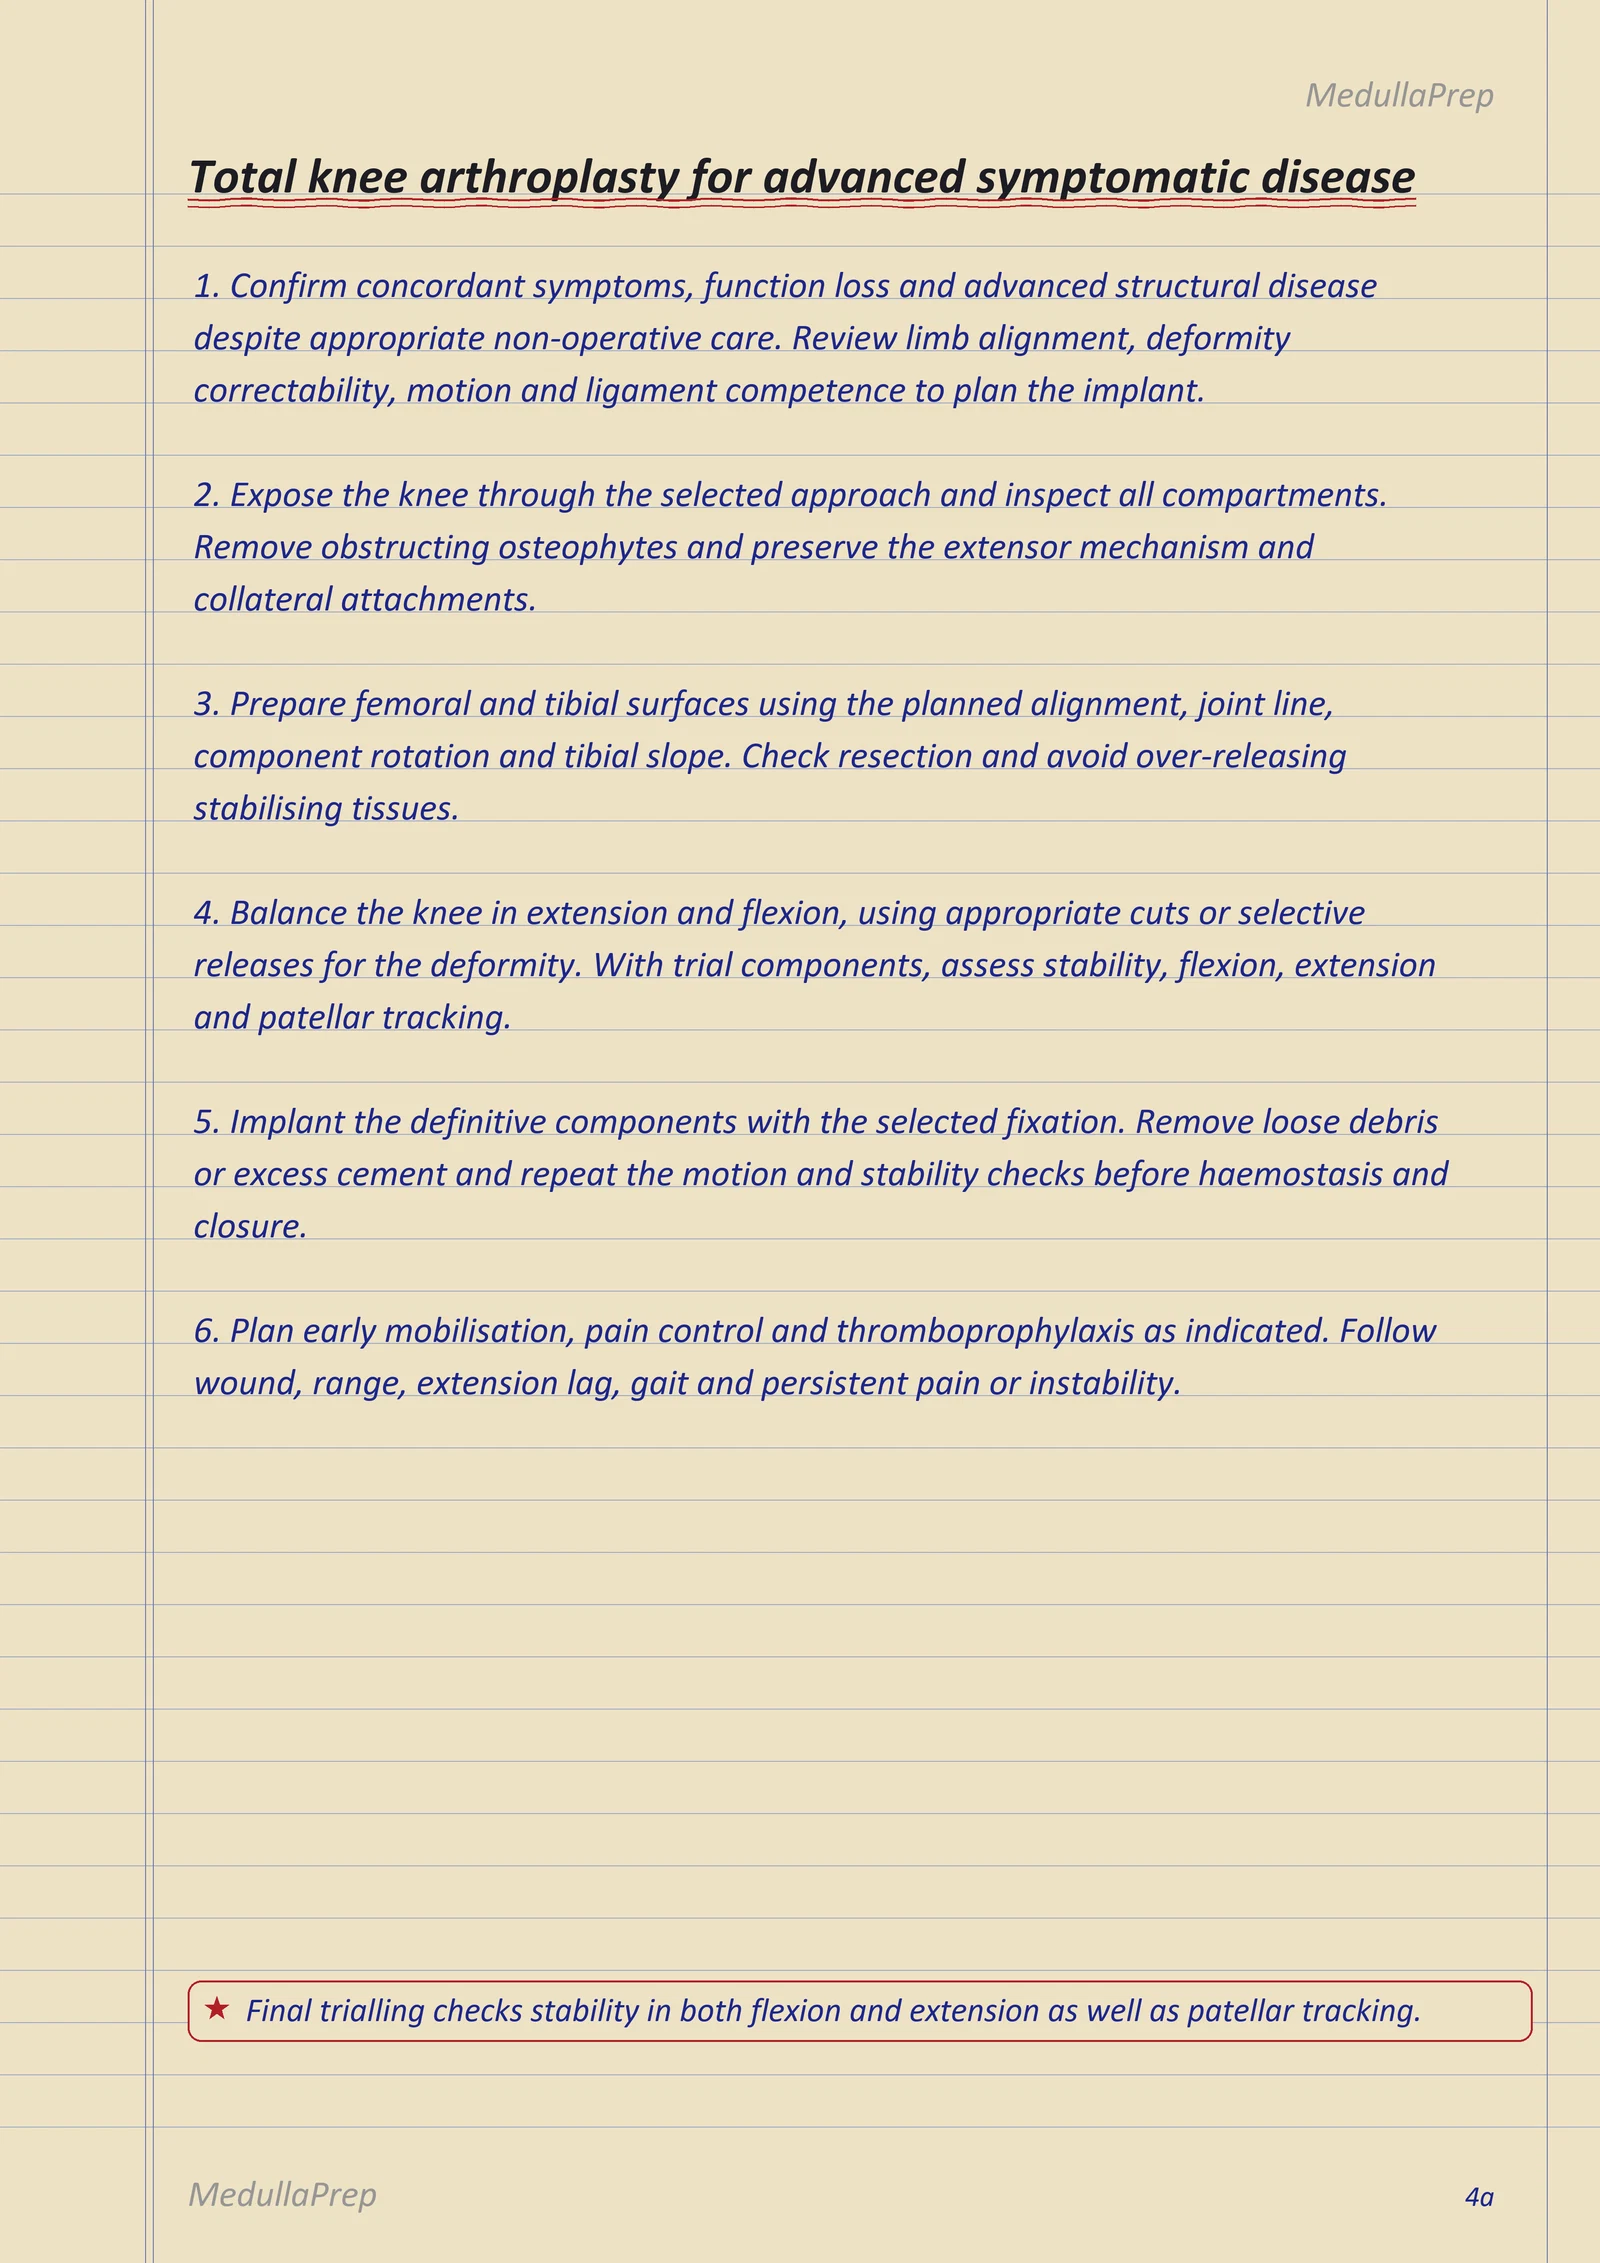 MedullaPrep
Total knee arthroplasty for advanced symptomatic disease
1. Confirm concordant symptoms, function loss and advanced structural disease
despite appropriate non-operative care. Review limb alignment, deformity
correctability, motion and ligament competence to plan the implant.
2. Expose the knee through the selected approach and inspect all compartments.
Remove obstructing osteophytes and preserve the extensor mechanism and
collateral attachments.
3. Prepare femoral and tibial surfaces using the planned alignment, joint line,
component rotation and tibial slope. Check resection and avoid over-releasing
stabilising tissues.
4. Balance the knee in extension and flexion, using appropriate cuts or selective
releases for the deformity. With trial components, assess stability, flexion, extension
and patellar tracking.
5. Implant the definitive components with the selected fixation. Remove loose debris
or excess cement and repeat the motion and stability checks before haemostasis and
closure.
6. Plan early mobilisation, pain control and thromboprophylaxis as indicated. Follow
wound, range, extension lag, gait and persistent pain or instability.
★ Final trialling checks stability in both flexion and extension as well as patellar tracking.
MedullaPrep
4a